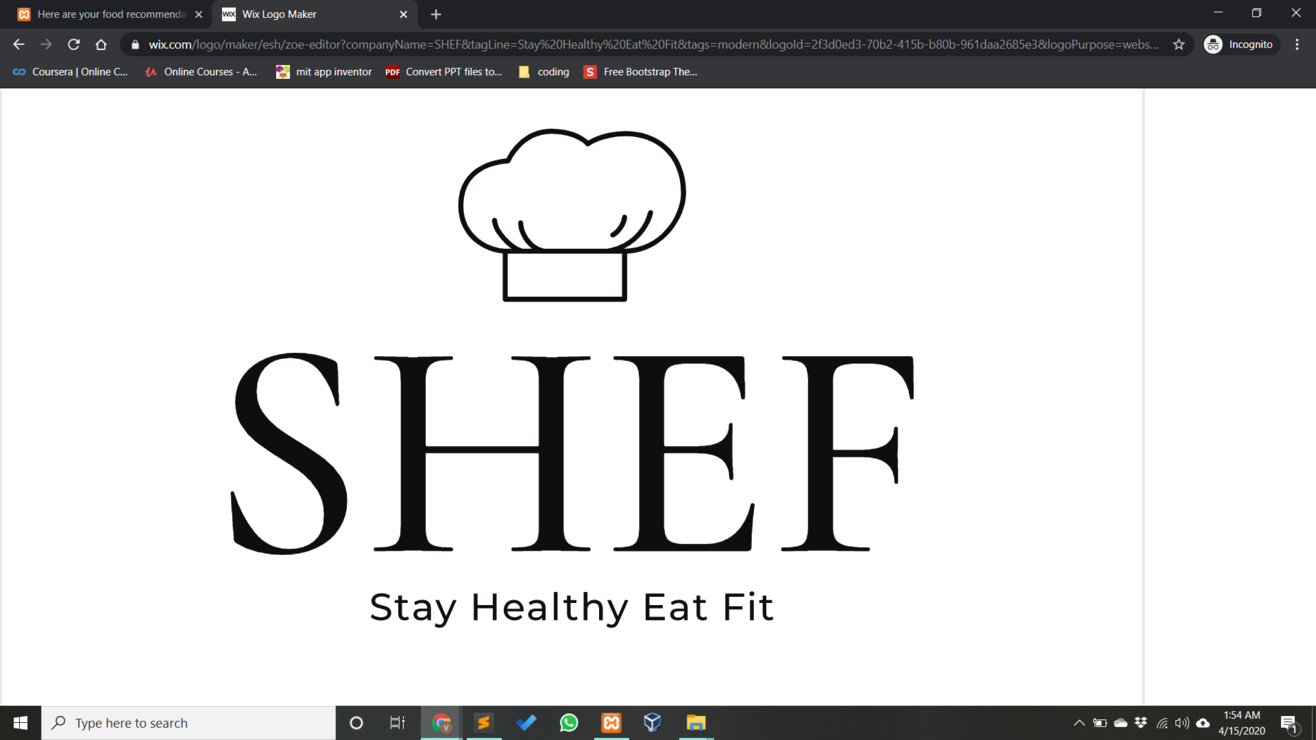 Here are your food recommenda
Wix Logo Maker
wix.com/logo/maker/esh/zoe-editor?companyName=SHEF&tagLine=Stay%20Healthy%20Eat%20Fit&tags=modern&logoId=2f3d0ed3-70b2-415b-b80b-961daa2685e3&logoPurpose=webs...
Incognito
Coursera | Online C...
Online Courses - A...
mit app inventor
PDF
Convert PPT files to...
coding
S
Free Bootstrap The...
WIX
SHEF
Stay Healthy Eat Fit
Type here to search
V
1:54 AM
4/15/2020
1